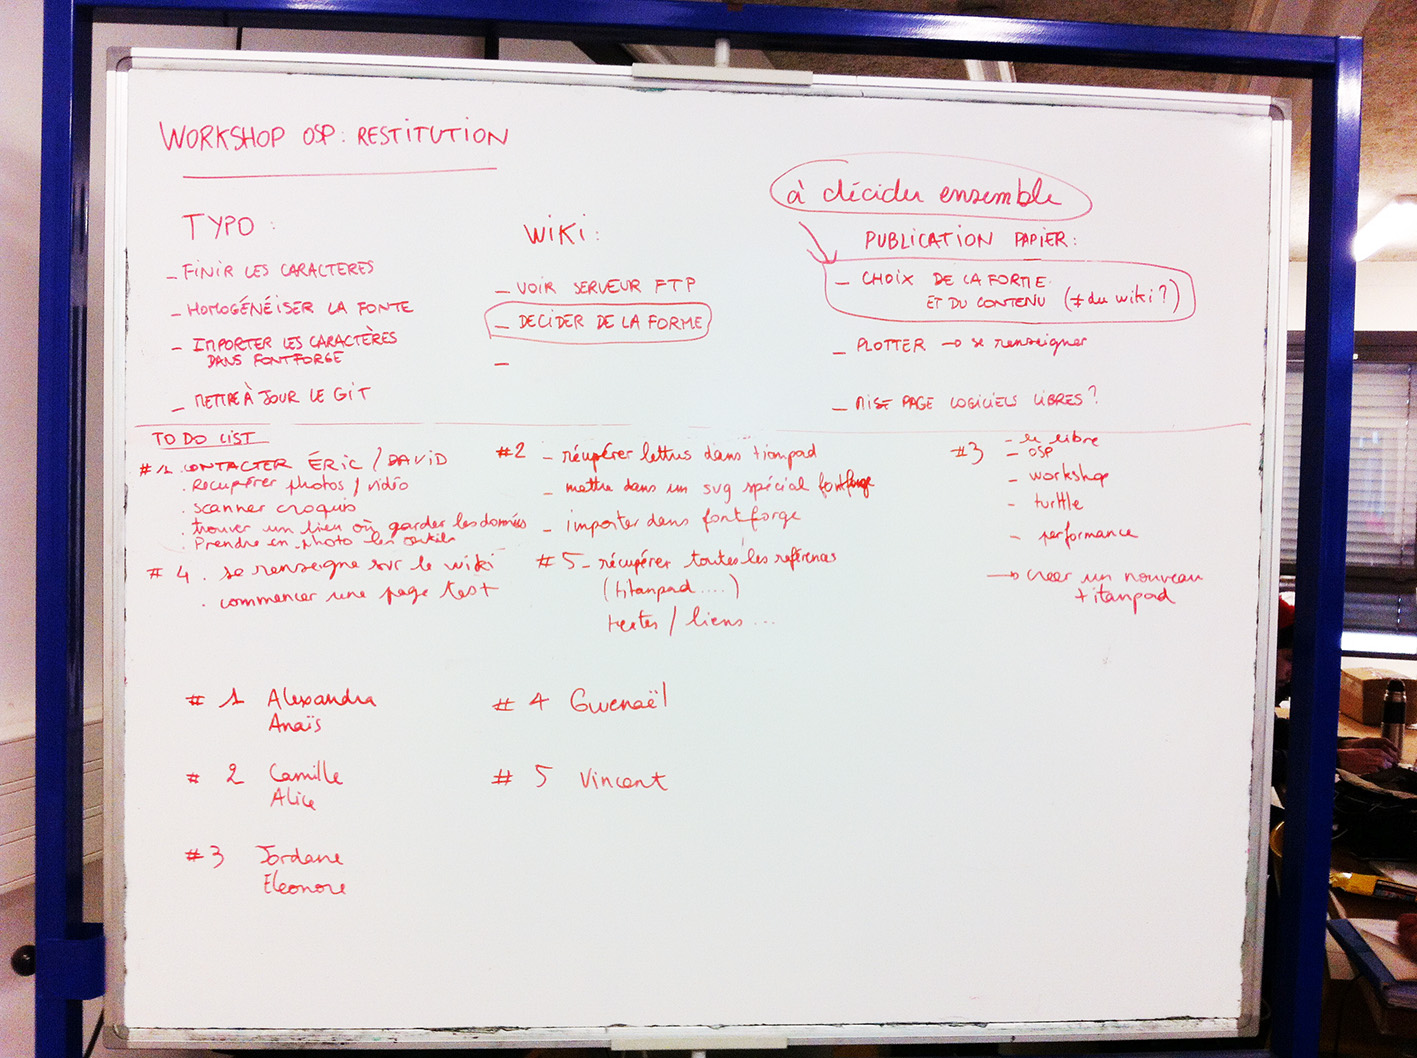 WORKSHOP OSP: RESTITUTION
à décider ensemble
TYPO :
_ FINIR LES CARACTERES
_ HOMOGÉNÉISER LA FONTE
_ IMPORTER LES CARACTÈRES
DANS FONTFORGE
_ METTRE À JOUR LE GIT
WIKI :
_ VOIR SERVEUR FTP
_ DECIDER DE LA FORME
_
PUBLICATION PAPIER :
_ CHOIX DE LA FORME
ET DU CONTENU (≠ du wiki ?)
_ PLOTTER → se renseigner
_ MISE PAGE LOGICIELS LIBRES ?
TO DO LIST
#1. CONTACTER ÉRIC / DAVID
. Récupérer photos / vidéo
. scanner croquis
. trouver un lien où garder les données
. Prendre en photo les outils
#2 _ récupérer lettres dans titanpad
_ mettre dans un svg spécial fontforge
_ importer dans fontforge
#3 - le libre
- OSP
- workshop
- turtle
- performance
→ créer un nouveau
titanpad
#4 . se renseigne sur le wiki
. commencer une page test
#5 _ récupérer toutes les références
(titanpad ....)
textes / liens ...
#1 Alexandra
Anaïs
#2 Camille
Alice
#3 Jordane
Eleonore
#4 Gwenaël
#5 Vincent